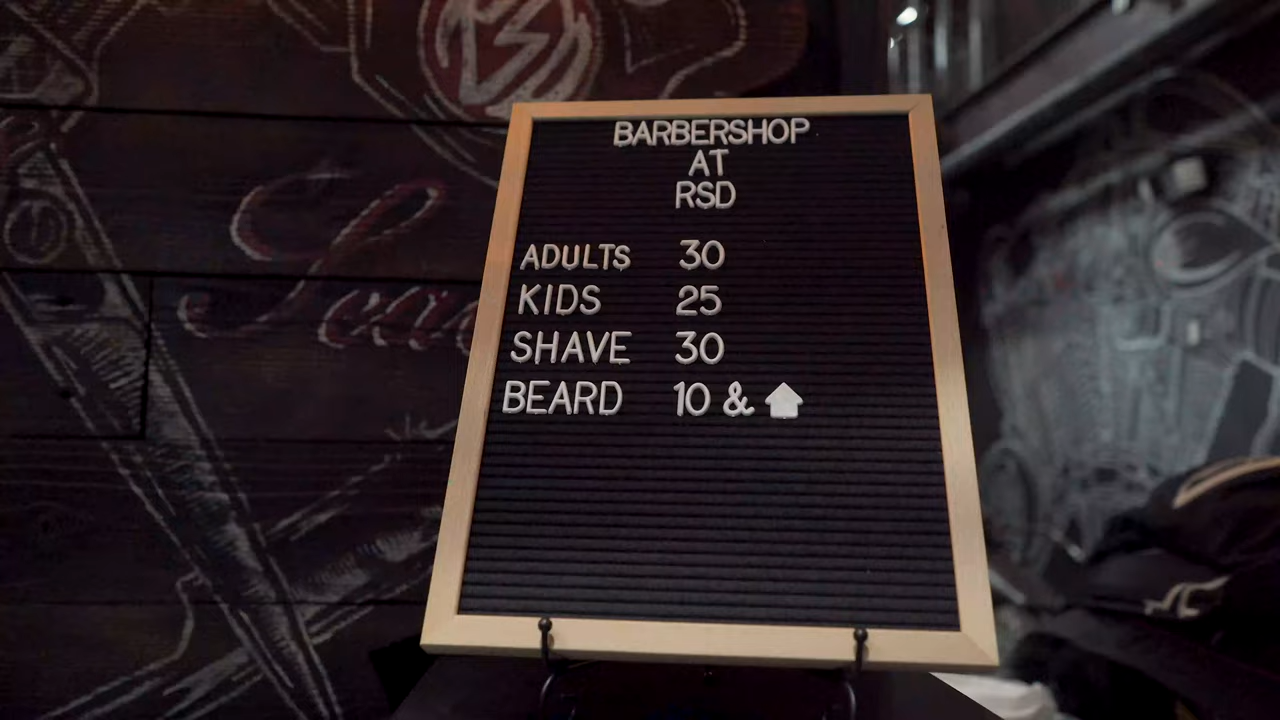 BARBERSHOP
AT
RSD
ADULTS 30
KIDS 25
SHAVE 30
BEARD 10 & ⬆